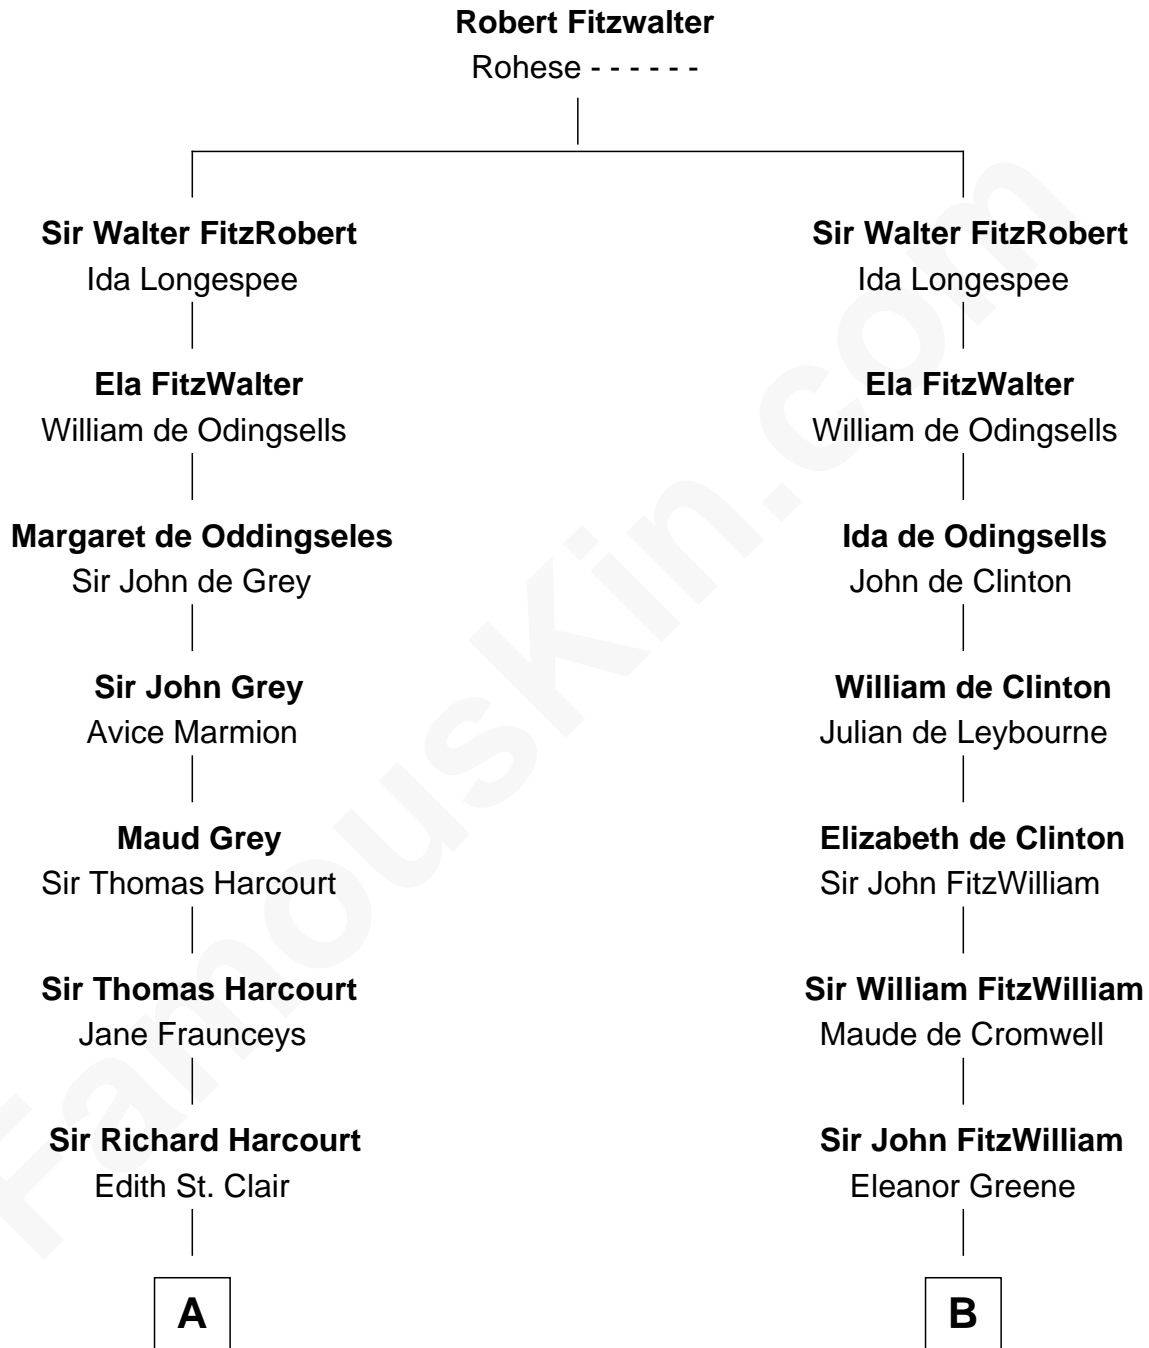 Robert Fitzwalter
Rohese - - - - - -
Sir Walter FitzRobert
Ida Longespee
Sir Walter FitzRobert
Ida Longespee
Ela FitzWalter
William de Odingsells
Ela FitzWalter
William de Odingsells
Margaret de Oddingseles
Sir John de Grey
Ida de Odingsells
John de Clinton
Sir John Grey
Avice Marmion
William de Clinton
Julian de Leybourne
Maud Grey
Sir Thomas Harcourt
Elizabeth de Clinton
Sir John FitzWilliam
Sir Thomas Harcourt
Jane Fraunceys
Sir William FitzWilliam
Maude de Cromwell
Sir Richard Harcourt
Edith St. Clair
Sir John FitzWilliam
Eleanor Greene
A
B
FamousKin.com